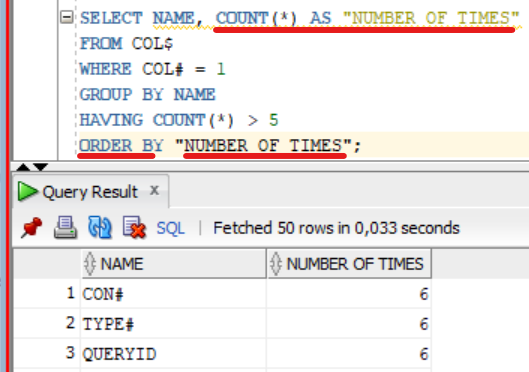 SELECT NAME, COUNT(*) AS "NUMBER OF TIMES"
FROM COL$
WHERE COL# = 1
GROUP BY NAME
HAVING COUNT(*) > 5
ORDER BY "NUMBER OF TIMES";
Query Result x
SQL | Fetched 50 rows in 0,033 seconds
NAME NUMBER OF TIMES
1 CON# 6
2 TYPE# 6
3 QUERYID 6